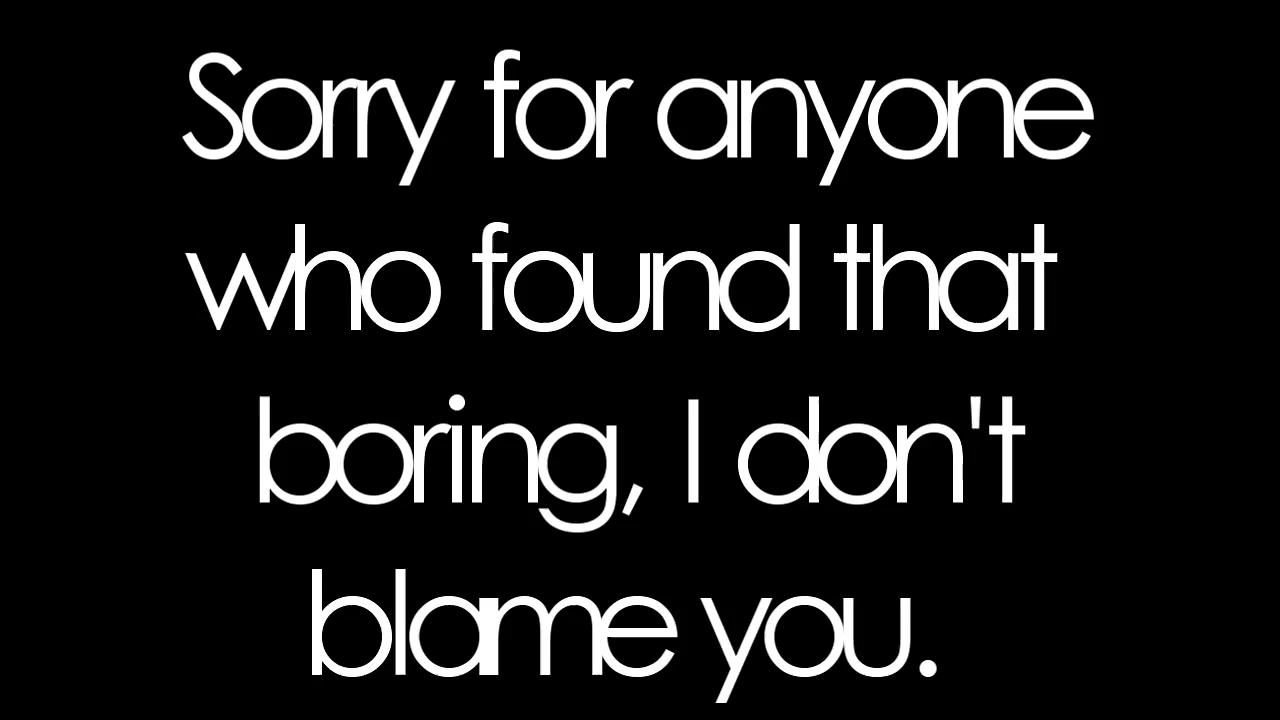 Sorry for anyone
who found that
boring, I don't
blame you.